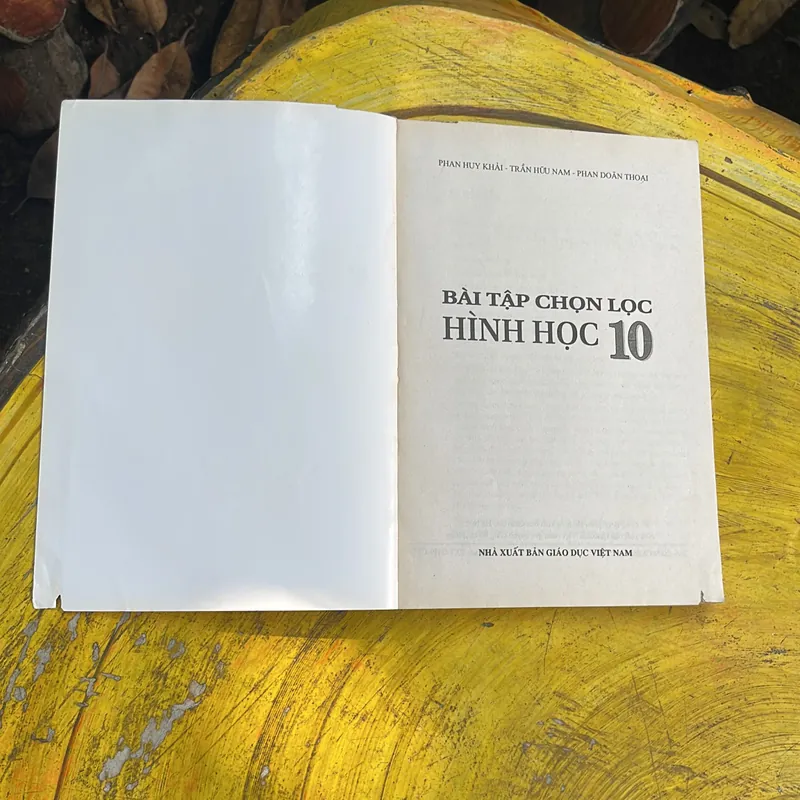 PHAN HUY KHẢI - TRẦN HỮU NAM - PHAN DOÃN THOẠI
BÀI TẬP CHỌN LỌC
HÌNH HỌC 10
NHÀ XUẤT BẢN GIÁO DỤC VIỆT NAM